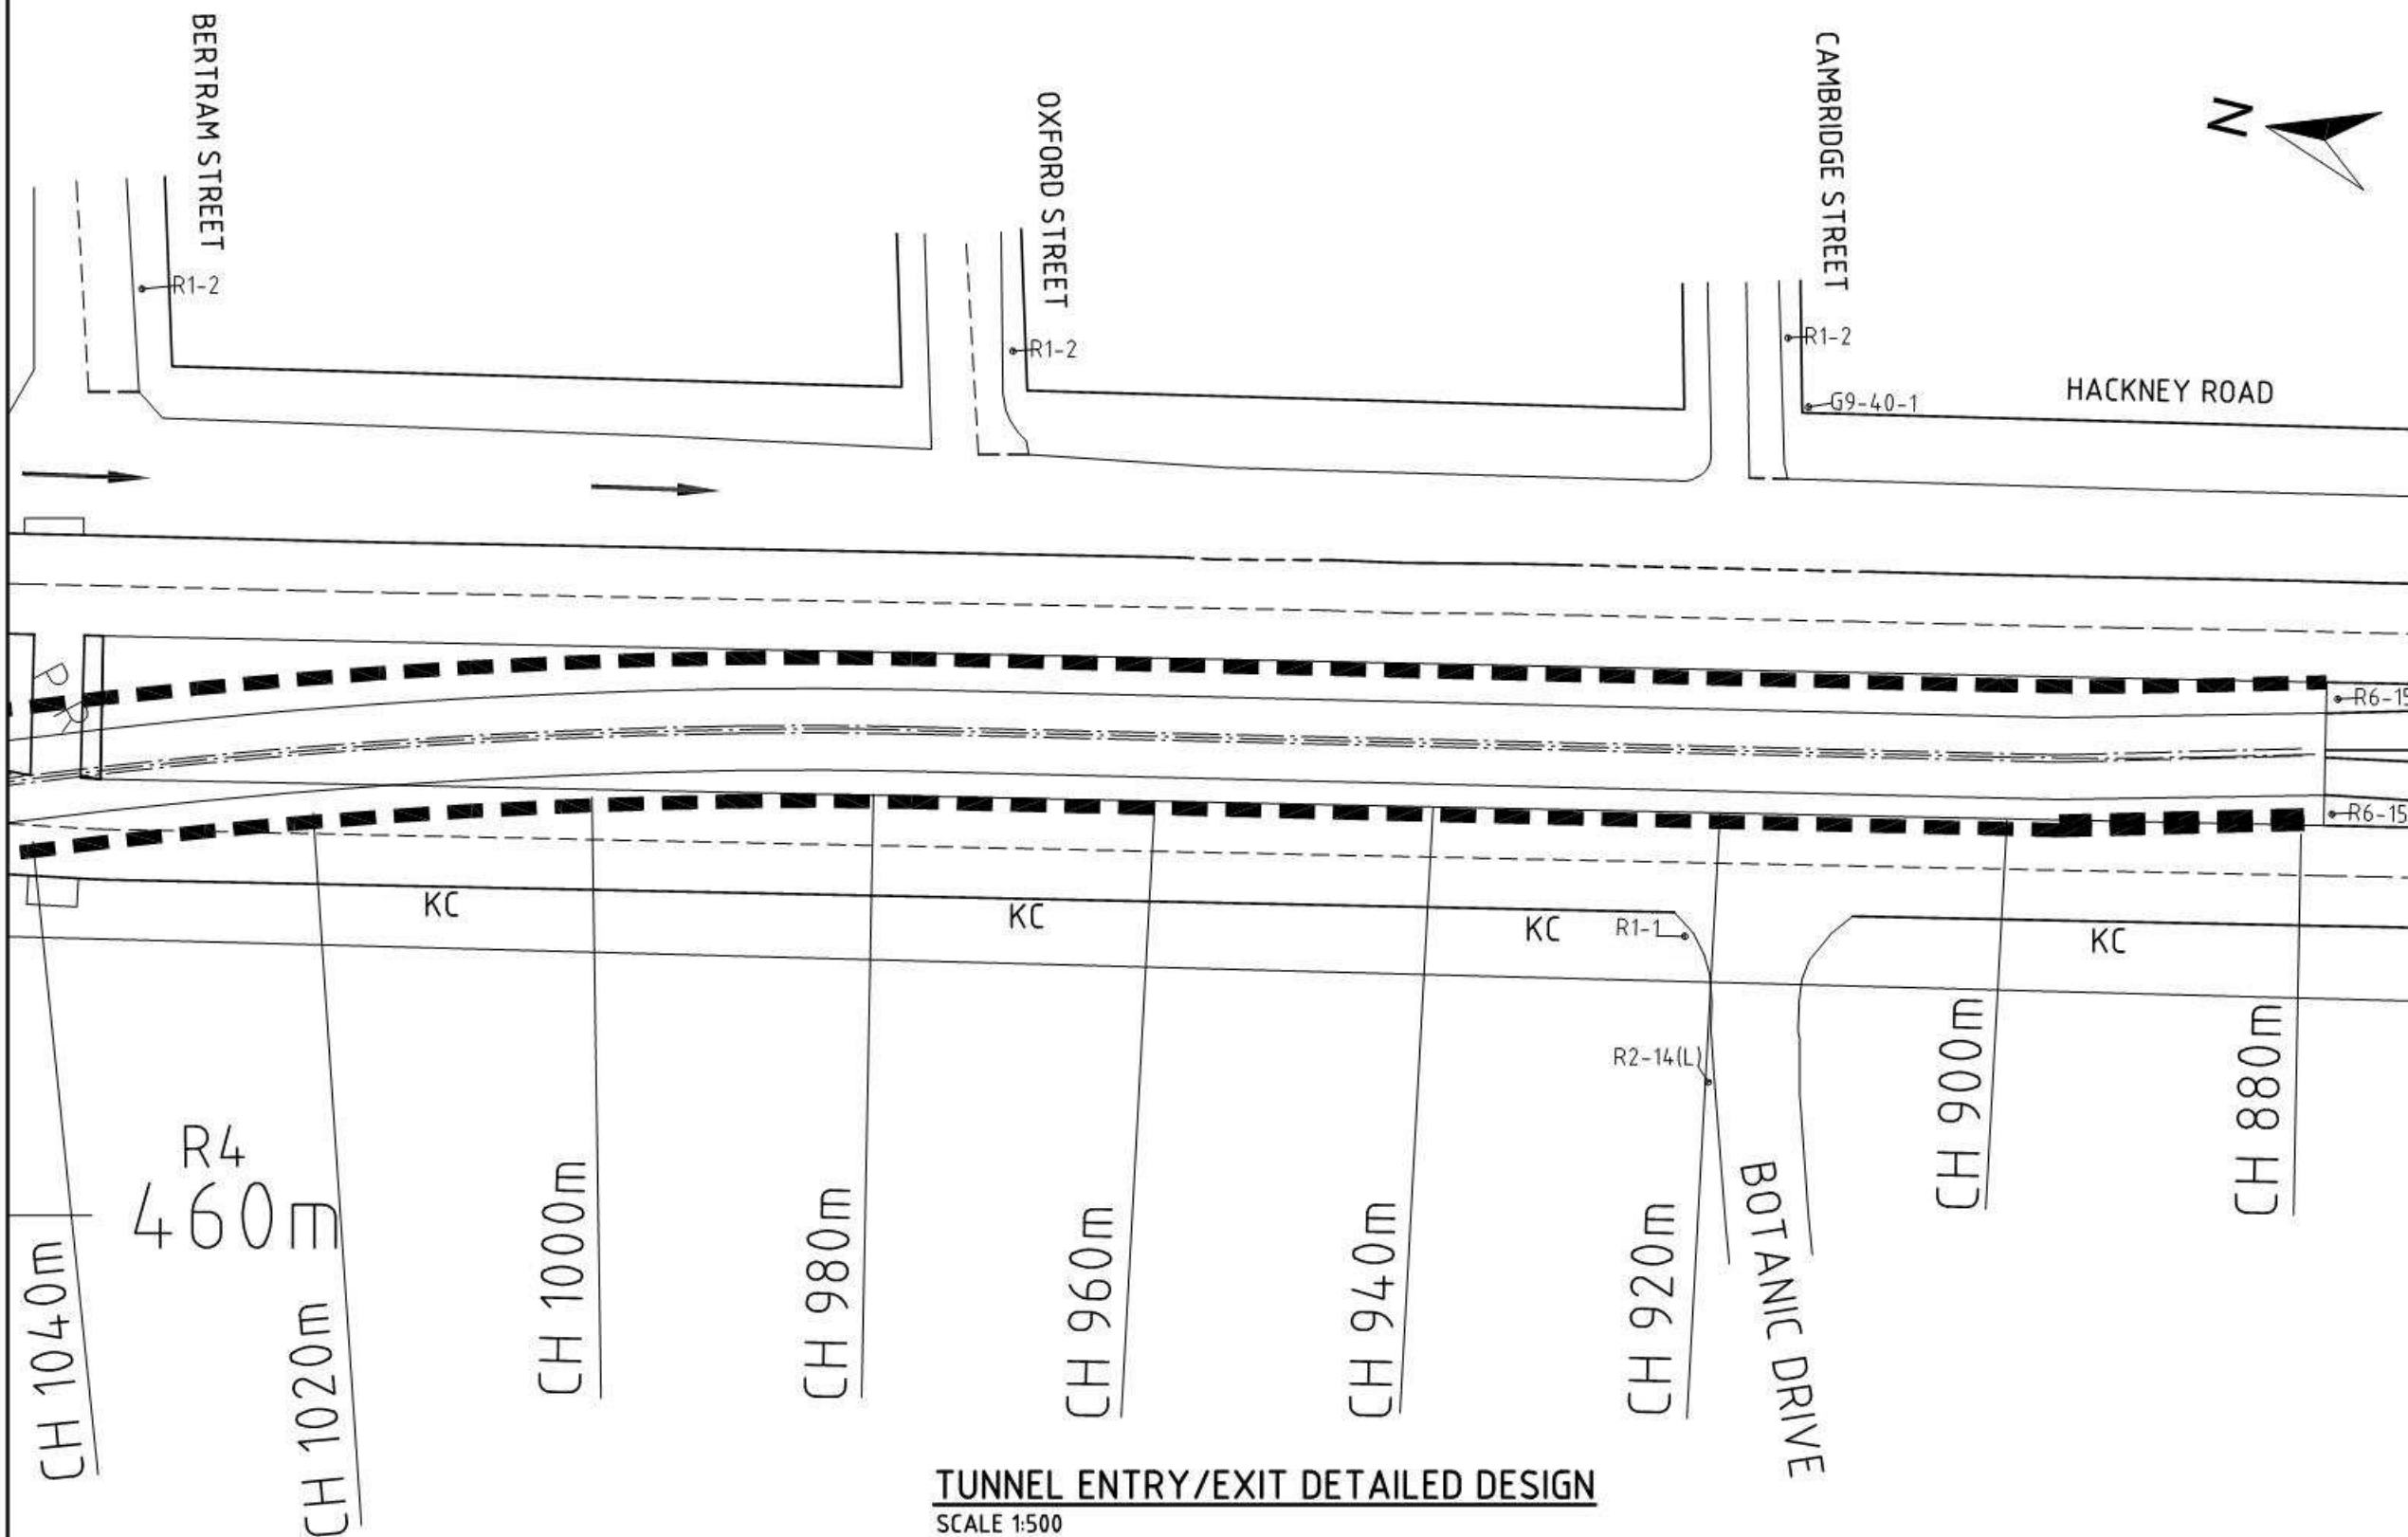 BERTRAM STREET
OXFORD STREET
CAMBRIDGE STREET
N
R1-2
R1-2
R1-2
G9-40-1
HACKNEY ROAD
P
R
R6-15
R6-15
KC
KC
KC
R1-1
KC
R2-14(L)
R4
460m
CH 1040m
CH 1020m
CH 1000m
CH 980m
CH 960m
CH 940m
CH 920m
BOTANIC DRIVE
CH 900m
CH 880m
TUNNEL ENTRY/EXIT DETAILED DESIGN
SCALE 1:500